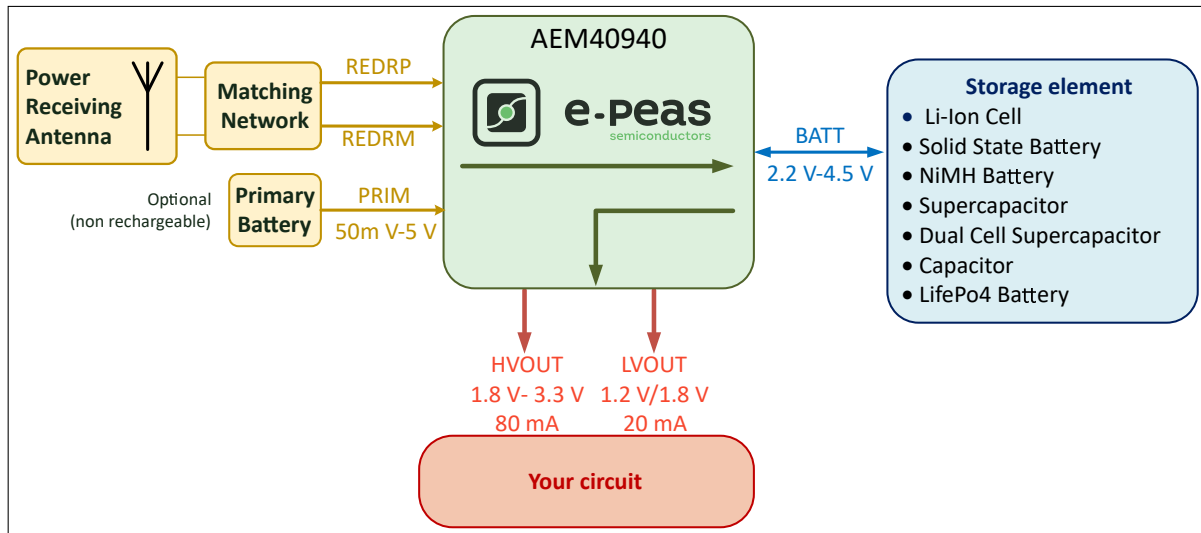 AEM40940
e-peas
semiconductors
Power
Receiving
Antenna
Matching
Network
REDRP
REDRM
Optional
(non rechargeable)
Primary
Battery
PRIM
50m V-5 V
BATT
2.2 V-4.5 V
Storage element
• Li-Ion Cell
• Solid State Battery
• NiMH Battery
• Supercapacitor
• Dual Cell Supercapacitor
• Capacitor
• LifePo4 Battery
HVOUT
1.8 V- 3.3 V
80 mA
LVOUT
1.2 V/1.8 V
20 mA
Your circuit